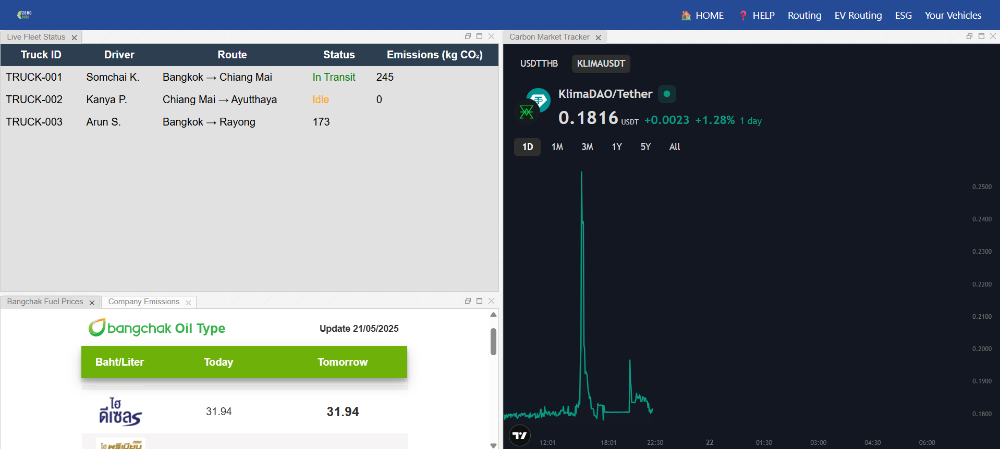 ZERO
PATH
🏠 HOME ❓ HELP Routing EV Routing ESG Your Vehicles
Live Fleet Status
Truck ID Driver Route Status Emissions (kg CO₂)
TRUCK-001 Somchai K. Bangkok → Chiang Mai In Transit 245
TRUCK-002 Kanya P. Chiang Mai → Ayutthaya Idle 0
TRUCK-003 Arun S. Bangkok → Rayong 173
Bangchak Fuel Prices Company Emissions
bangchak Oil Type Update 21/05/2025
Baht/Liter Today Tomorrow
ไฮ
ดีเซล S 31.94 31.94
ไฮพรีเมียม
Carbon Market Tracker
USDTTHB KLIMAUSDT
KlimaDAO/Tether
0.1816 USDT +0.0023 +1.28% 1 day
1D 1M 3M 1Y 5Y All
0.2500
0.2400
0.2300
0.2200
0.2100
0.2000
0.1900
0.1800
12:01 18:01 22:30 22 01:30 03:00 04:30 06:00